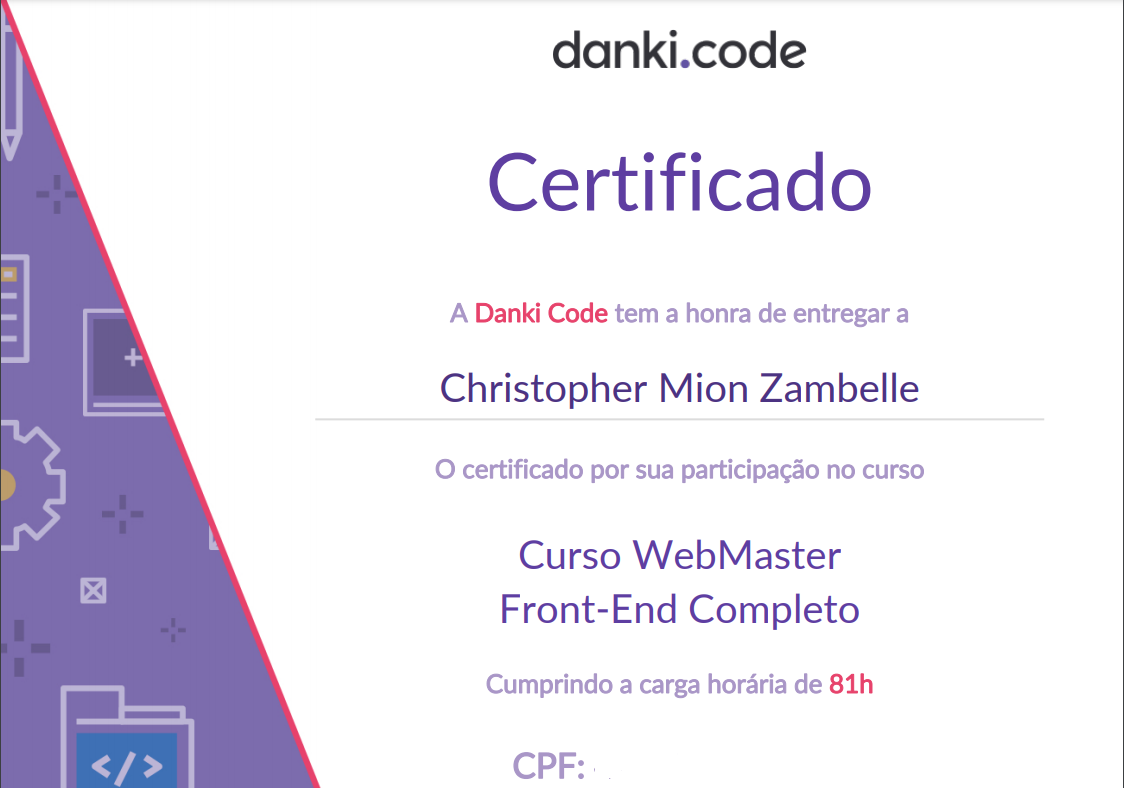 danki.code
Certificado
A Danki Code tem a honra de entregar a
Christopher Mion Zambelle
O certificado por sua participação no curso
Curso WebMaster
Front-End Completo
Cumprindo a carga horária de 81h
CPF:
</>